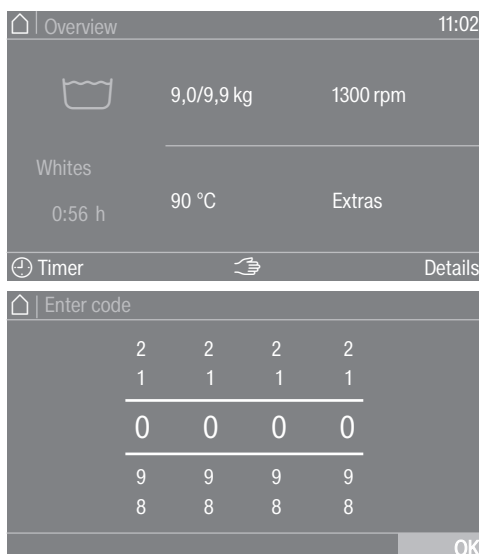 Overview 11:02
9,0/9,9 kg 1300 rpm
Whites
90 °C Extras
0:56 h
Timer Details
Enter code
2 2 2 2
1 1 1 1
0 0 0 0
9 9 9 9
8 8 8 8
OK